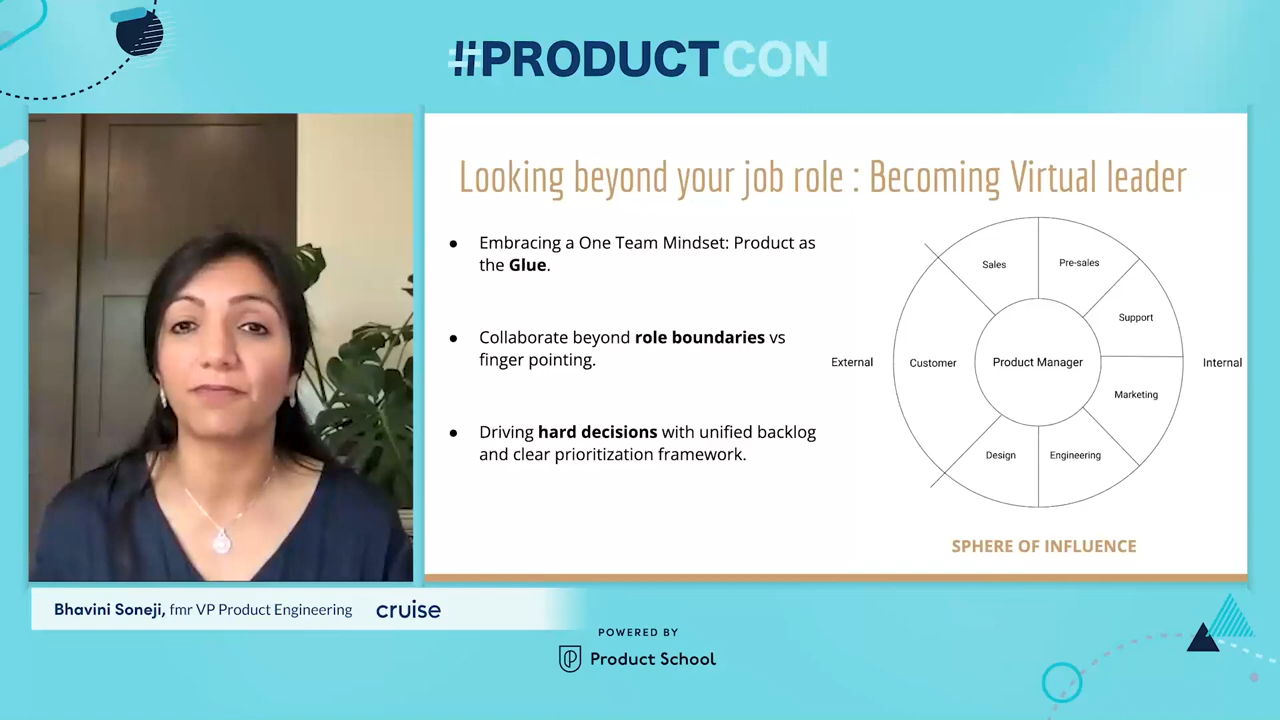 #PRODUCTCON
Looking beyond your job role : Becoming Virtual leader
● Embracing a One Team Mindset: Product as
the Glue.
● Collaborate beyond role boundaries vs
finger pointing.
● Driving hard decisions with unified backlog
and clear prioritization framework.
Sales
Pre-sales
Support
External
Customer
Product Manager
Internal
Marketing
Design
Engineering
SPHERE OF INFLUENCE
Bhavini Soneji, fmr VP Product Engineering
cruise
POWERED BY
Product School